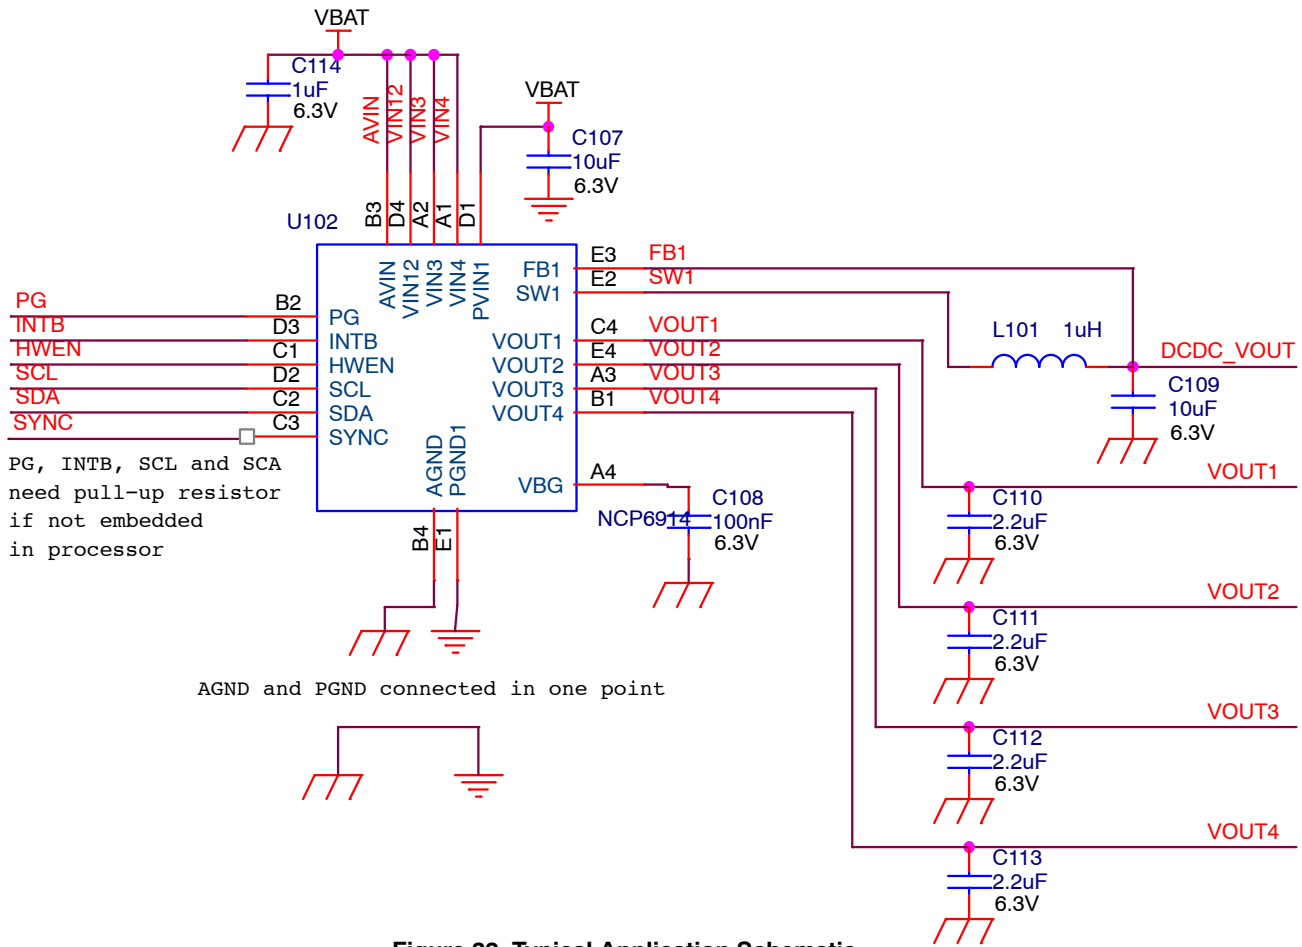 VBAT
C114
1uF
6.3V
AVIN
VIN12
VIN3
VIN4
VBAT
C107
10uF
6.3V
U102
B3
D4
A2
A1
D1
AVIN
VIN12
VIN3
VIN4
PVIN1
PG
B2
PG
INTB
D3
INTB
HWEN
C1
HWEN
SCL
D2
SCL
SDA
C2
SDA
SYNC
C3
SYNC
FB1
E3
FB1
SW1
E2
SW1
VOUT1
C4
VOUT1
VOUT2
E4
VOUT2
VOUT3
A3
VOUT3
VOUT4
B1
VOUT4
AGND
PGND1
VBG
A4
B4
E1
NCP6914
C108
100nF
6.3V
L101 1uH
DCDC_VOUT
C109
10uF
6.3V
PG, INTB, SCL and SCA
need pull-up resistor
if not embedded
in processor
VOUT1
C110
2.2uF
6.3V
VOUT2
C111
2.2uF
6.3V
AGND and PGND connected in one point
VOUT3
C112
2.2uF
6.3V
VOUT4
C113
2.2uF
6.3V
Typical Application Schematic